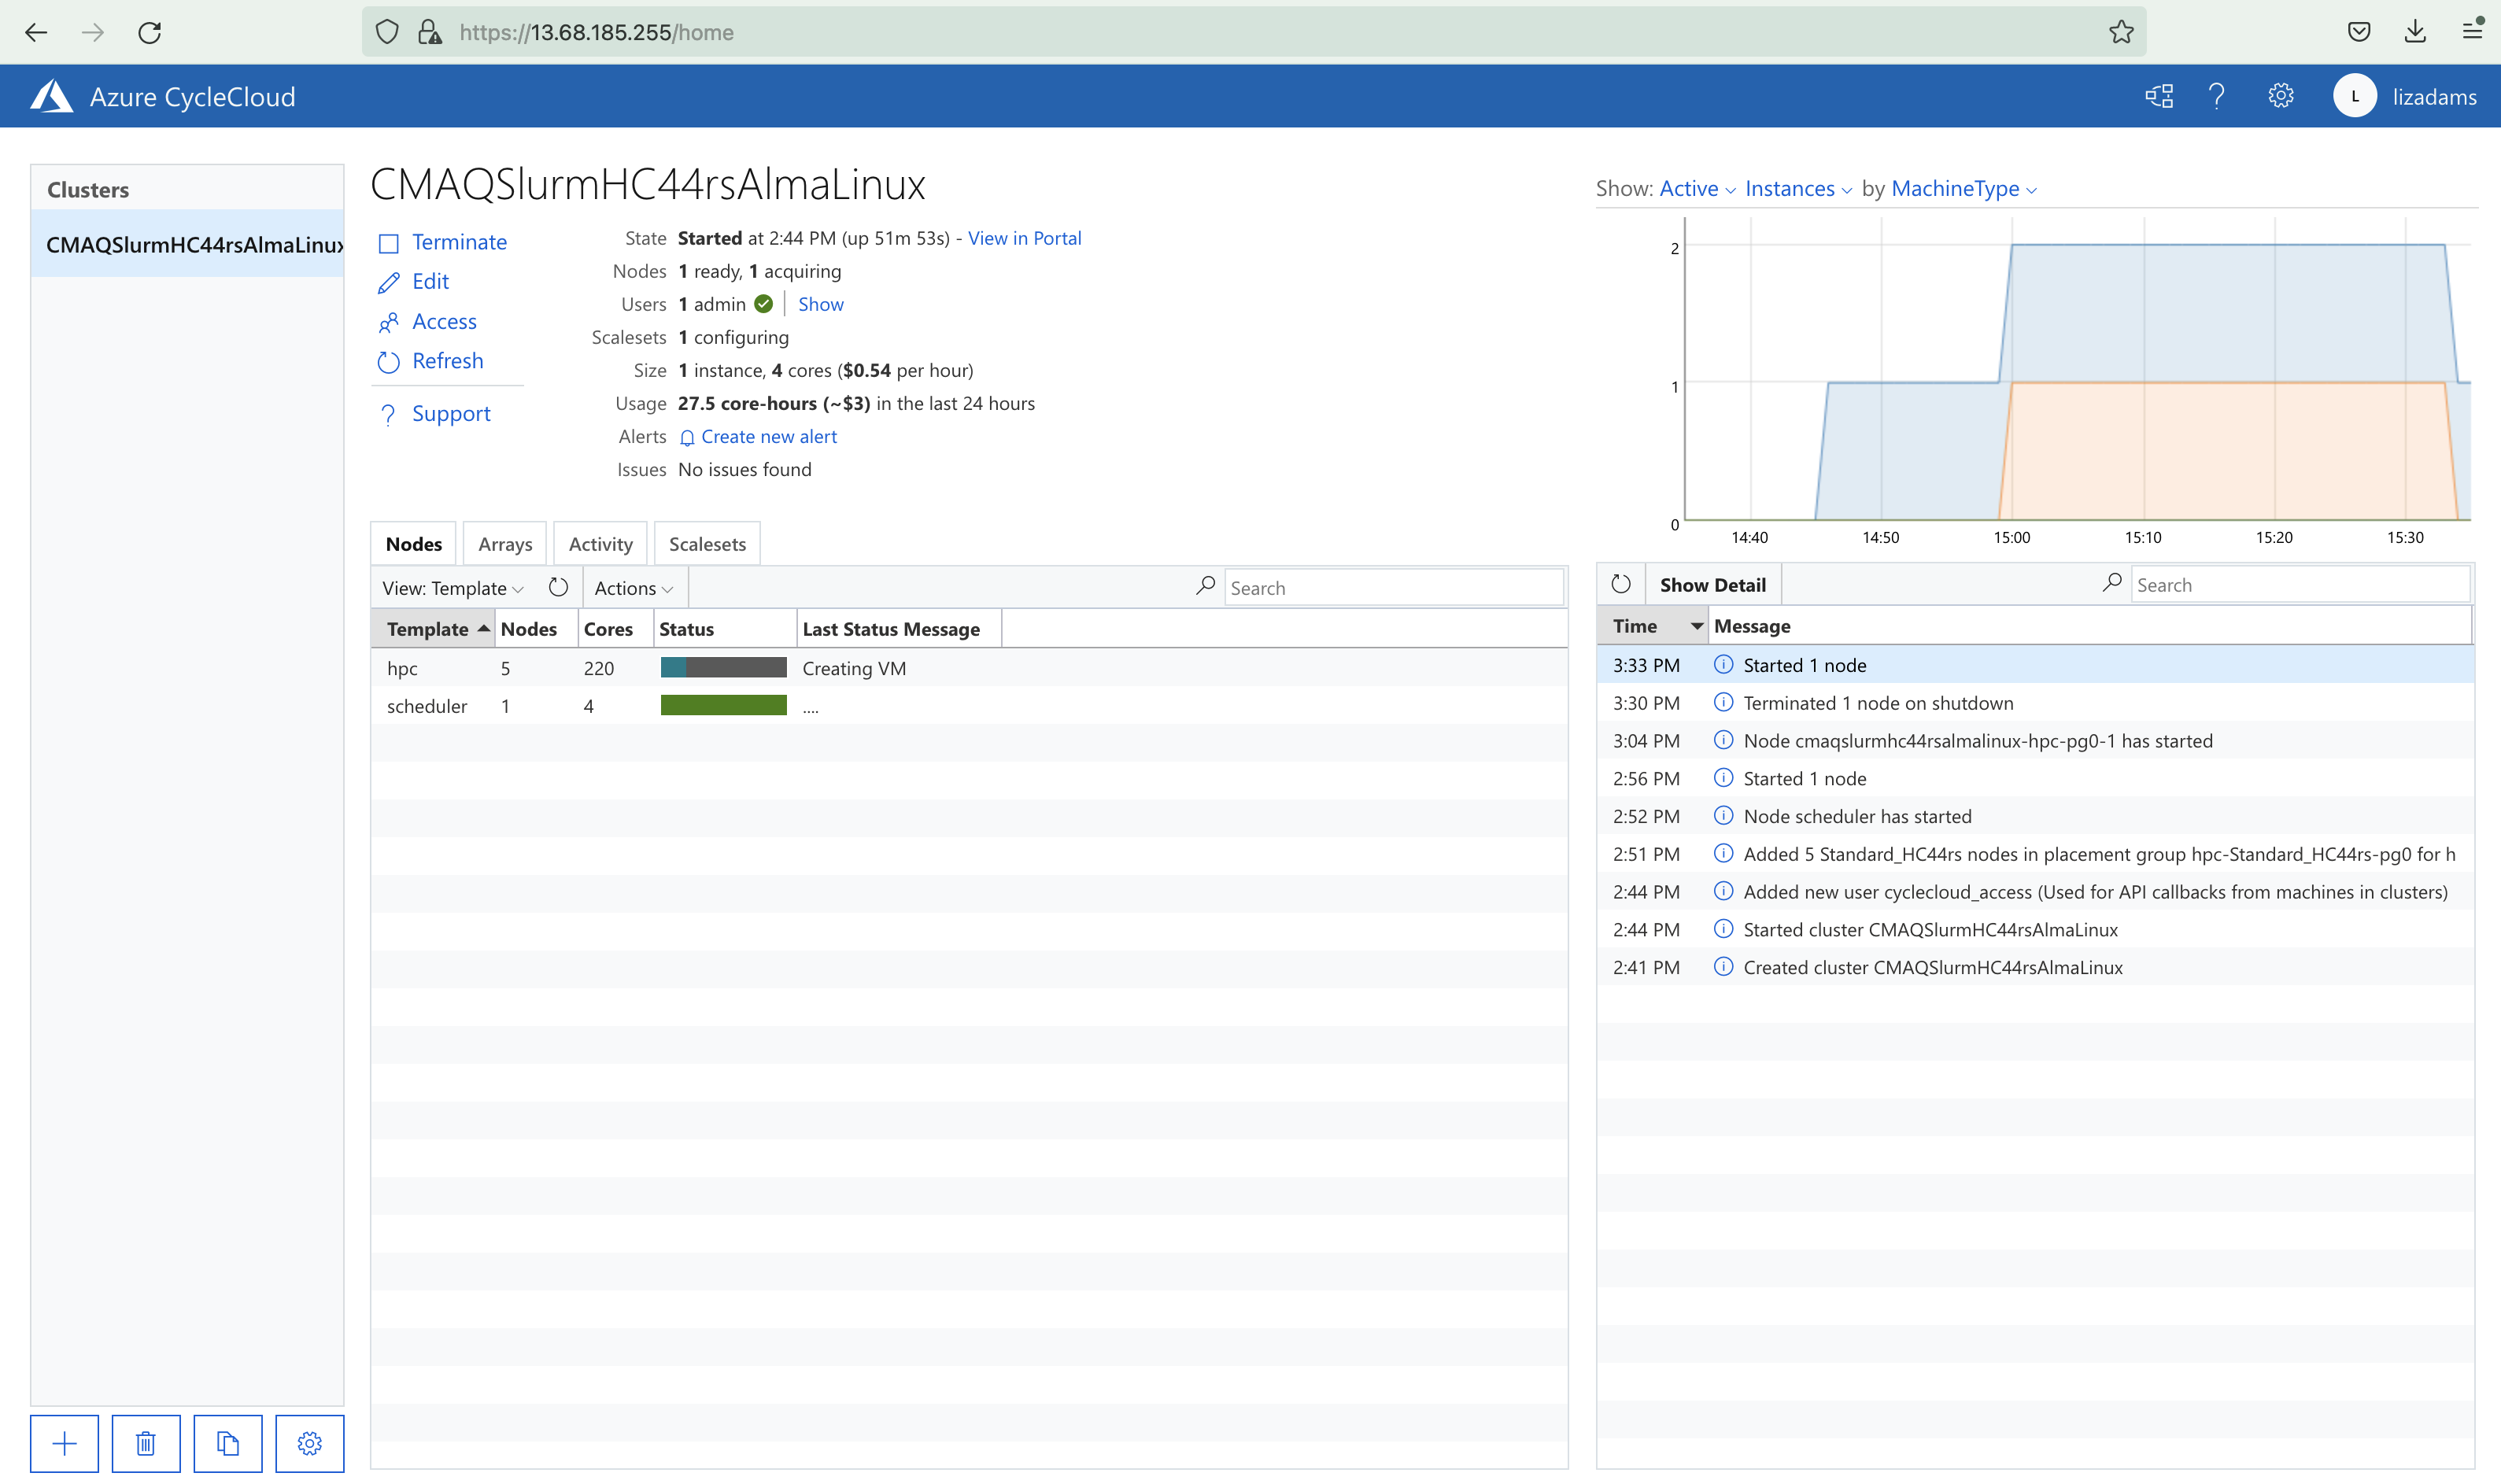 https://13.68.185.255/home
Azure CycleCloud
L lizadams
Clusters
CMAQSlurmHC44rsAlmaLinux
CMAQSlurmHC44rsAlmaLinux
Terminate
Edit
Access
Refresh
? Support
State Started at 2:44 PM (up 51m 53s) - View in Portal
Nodes 1 ready, 1 acquiring
Users 1 admin Show
Scalesets 1 configuring
Size 1 instance, 4 cores ($0.54 per hour)
Usage 27.5 core-hours (~$3) in the last 24 hours
Alerts Create new alert
Issues No issues found
Show: Active Instances by MachineType
2
1
0
14:40 14:50 15:00 15:10 15:20 15:30
Nodes Arrays Activity Scalesets
View: Template Actions Search
Template Nodes Cores Status Last Status Message
hpc 5 220 Creating VM
scheduler 1 4 ....
Show Detail Search
Time Message
3:33 PM Started 1 node
3:30 PM Terminated 1 node on shutdown
3:04 PM Node cmaqslurmhc44rsalmalinux-hpc-pg0-1 has started
2:56 PM Started 1 node
2:52 PM Node scheduler has started
2:51 PM Added 5 Standard_HC44rs nodes in placement group hpc-Standard_HC44rs-pg0 for h
2:44 PM Added new user cyclecloud_access (Used for API callbacks from machines in clusters)
2:44 PM Started cluster CMAQSlurmHC44rsAlmaLinux
2:41 PM Created cluster CMAQSlurmHC44rsAlmaLinux